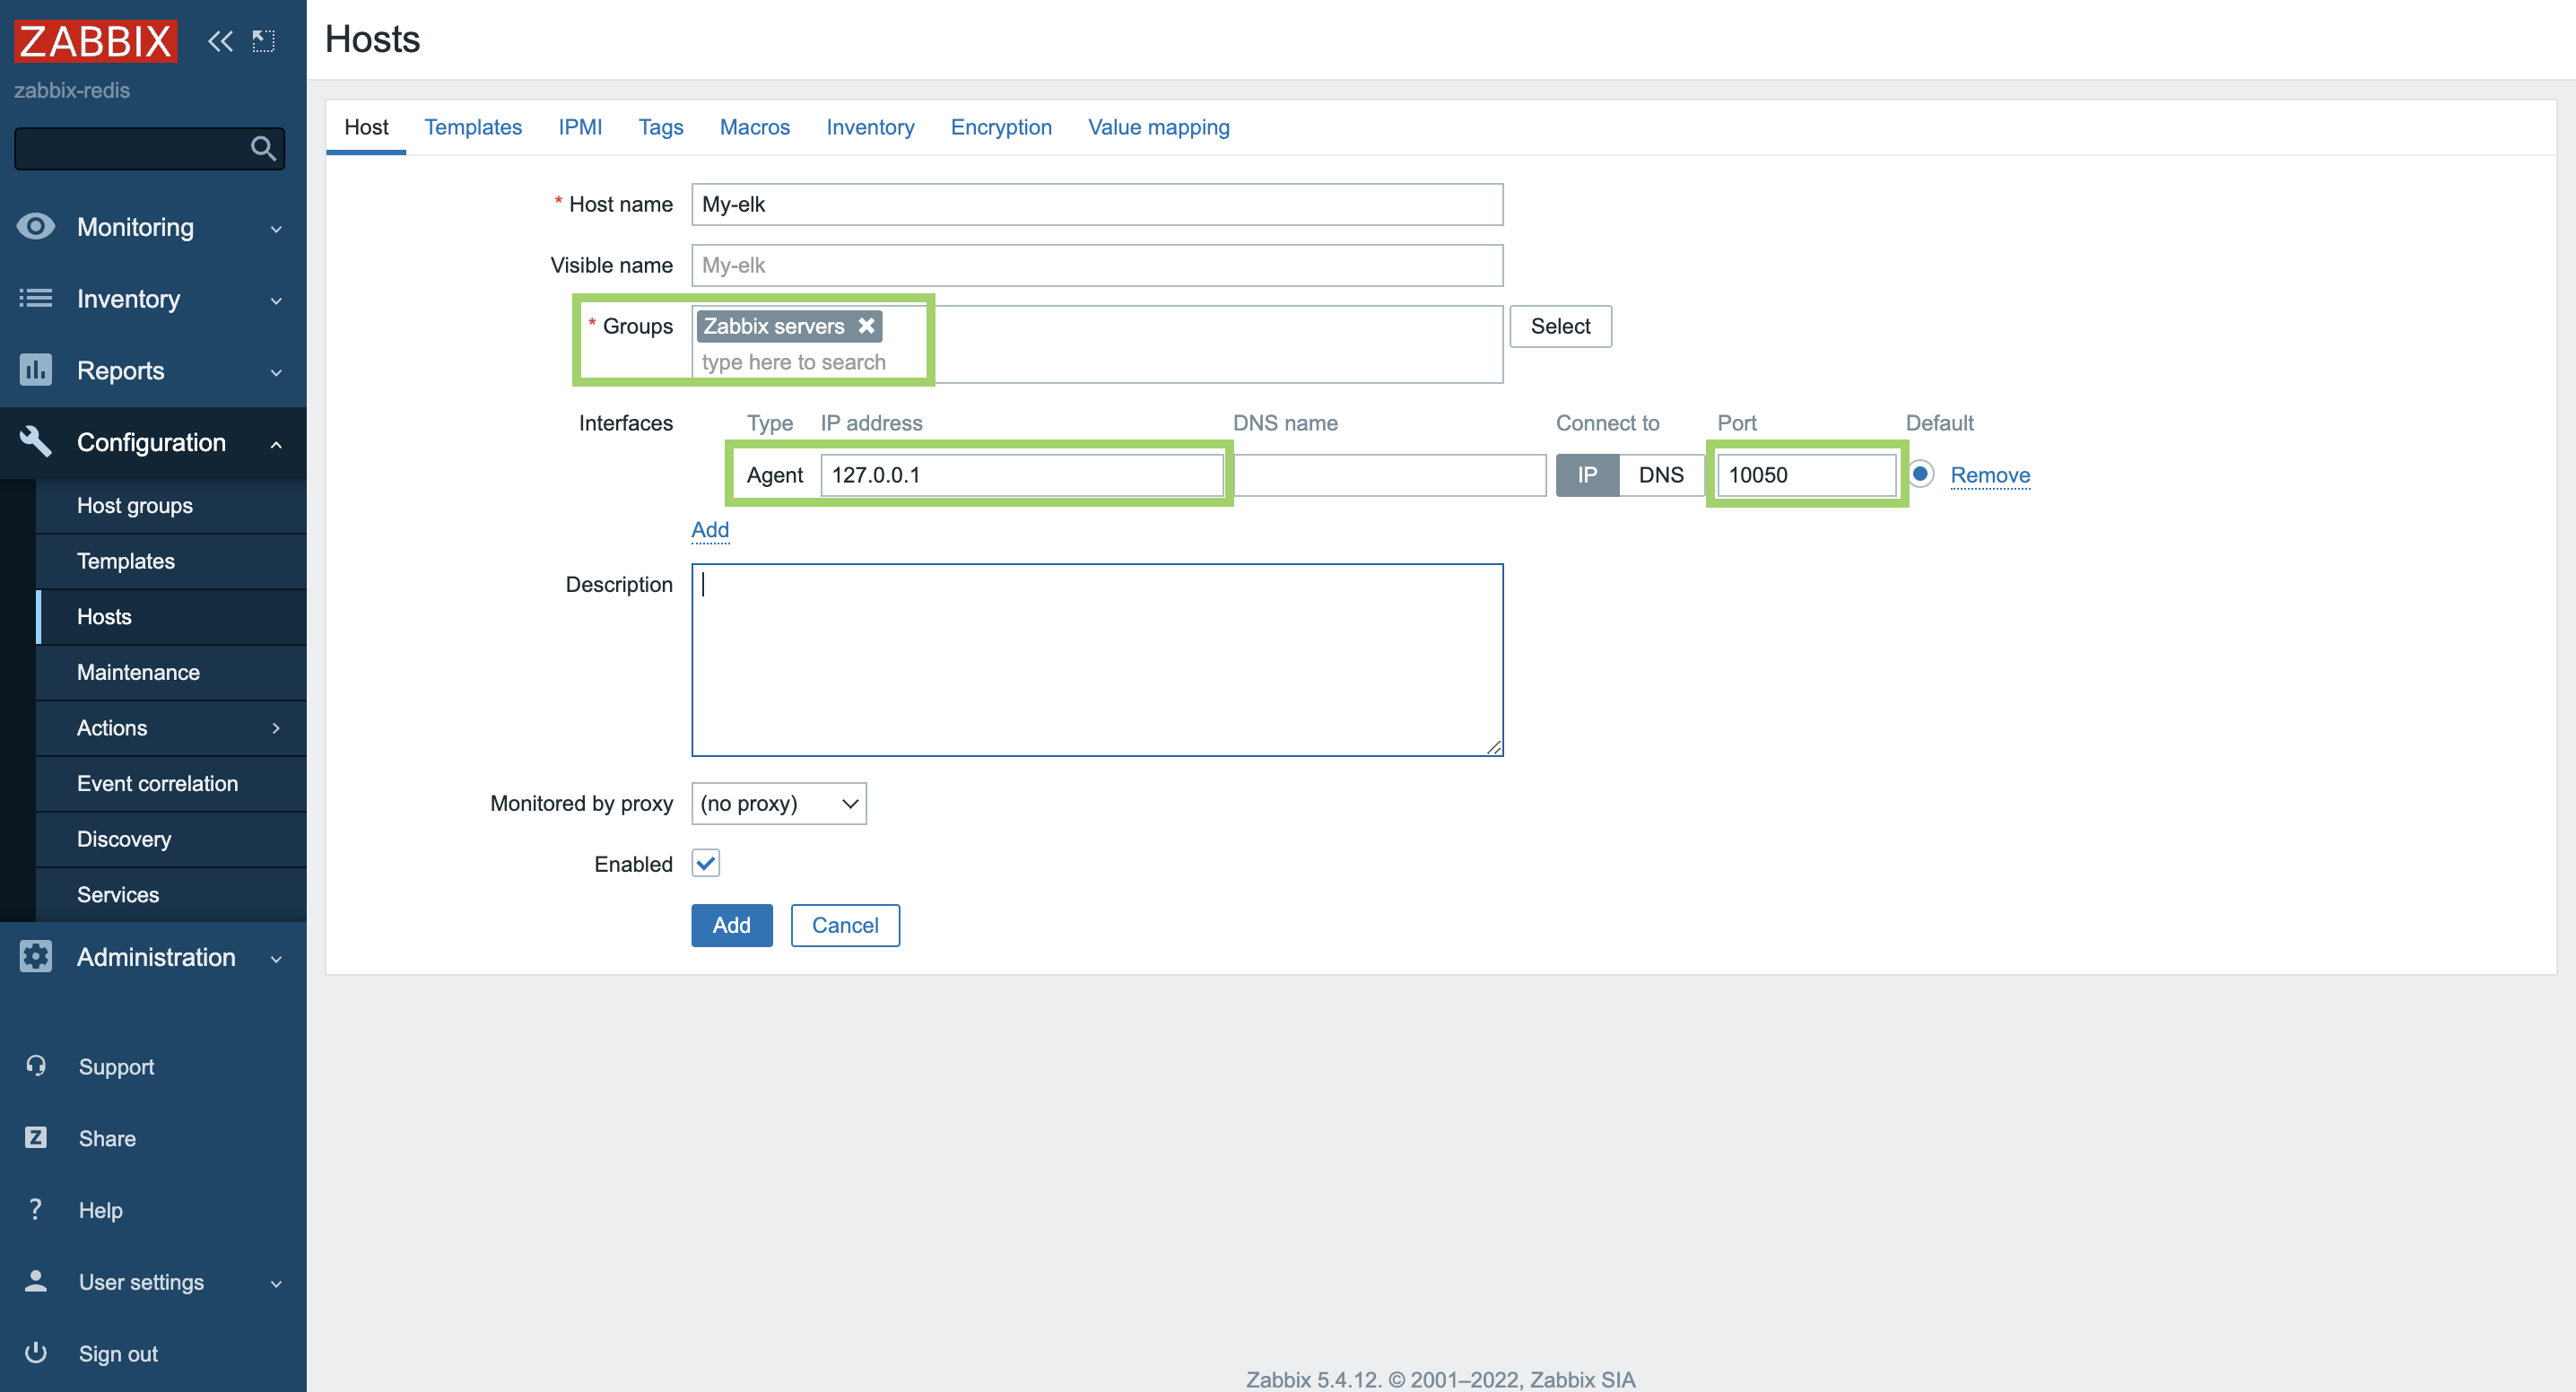 ZABBIX
zabbix-redis
Monitoring
Inventory
Reports
Configuration
Host groups
Templates
Hosts
Maintenance
Actions
Event correlation
Discovery
Services
Administration
Support
Share
Help
User settings
Sign out
Hosts
Host Templates IPMI Tags Macros Inventory Encryption Value mapping
* Host name My-elk
Visible name My-elk
* Groups Zabbix servers Select
type here to search
Interfaces Type IP address DNS name Connect to Port Default
Agent 127.0.0.1 IP DNS 10050 Remove
Add
Description
Monitored by proxy (no proxy)
Enabled
Add Cancel
Zabbix 5.4.12. © 2001–2022, Zabbix SIA